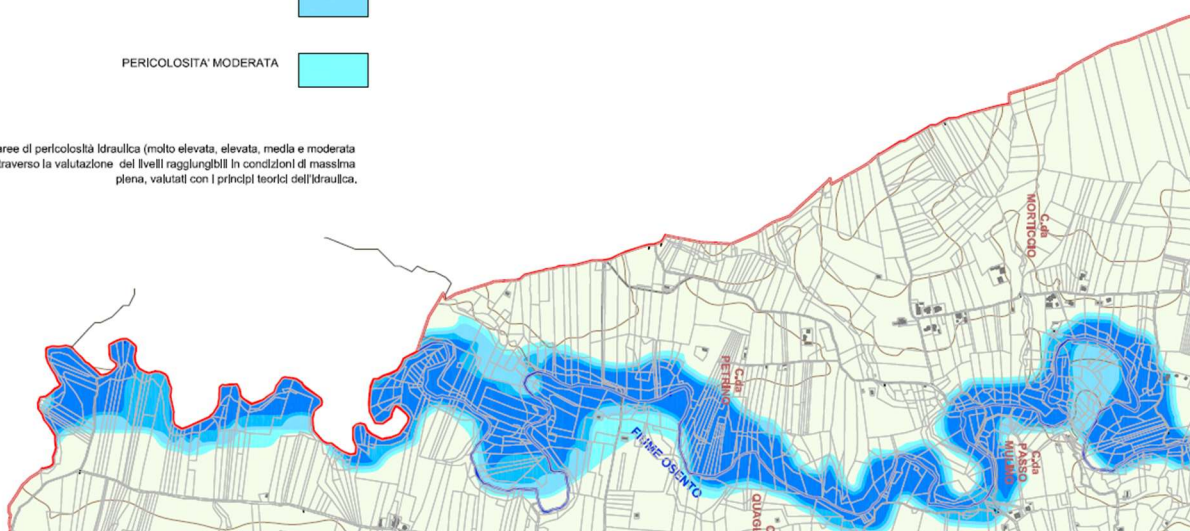 PERICOLOSITA' MODERATA
aree di pericolosità idraulica (molto elevata, elevata, media e moderata
traverso la valutazione dei livelli raggiungibili in condizioni di massima
piena, valutati con i principi teorici dell'idraulica.
C.da
MORTICCIO
C.da
PETRINO
FIUME OSENTO
C.da
PASSO
MULINO